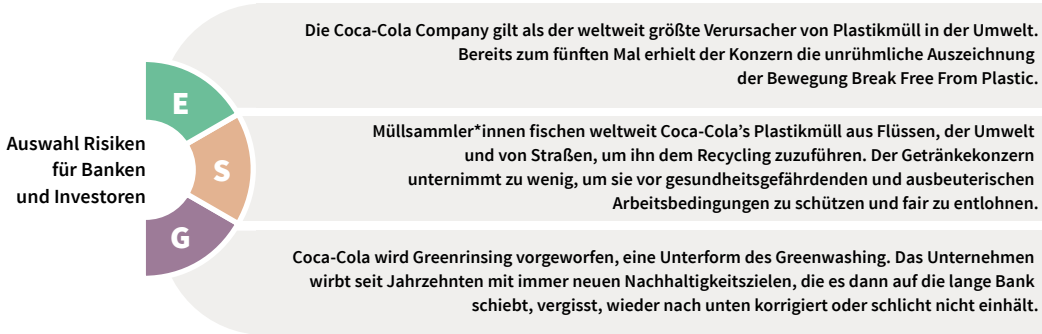 Auswahl Risiken
für Banken
und Investoren
E
Die Coca-Cola Company gilt als der weltweit größte Verursacher von Plastikmüll in der Umwelt.
Bereits zum fünften Mal erhielt der Konzern die unrühmliche Auszeichnung
der Bewegung Break Free From Plastic.
S
Müllsammler*innen fischen weltweit Coca-Cola’s Plastikmüll aus Flüssen, der Umwelt
und von Straßen, um ihn dem Recycling zuzuführen. Der Getränkekonzern
unternimmt zu wenig, um sie vor gesundheitsgefährdenden und ausbeuterischen
Arbeitsbedingungen zu schützen und fair zu entlohnen.
G
Coca-Cola wird Greenrinsing vorgeworfen, eine Unterform des Greenwashing. Das Unternehmen
wirbt seit Jahrzehnten mit immer neuen Nachhaltigkeitszielen, die es dann auf die lange Bank
schiebt, vergisst, wieder nach unten korrigiert oder schlicht nicht einhält.